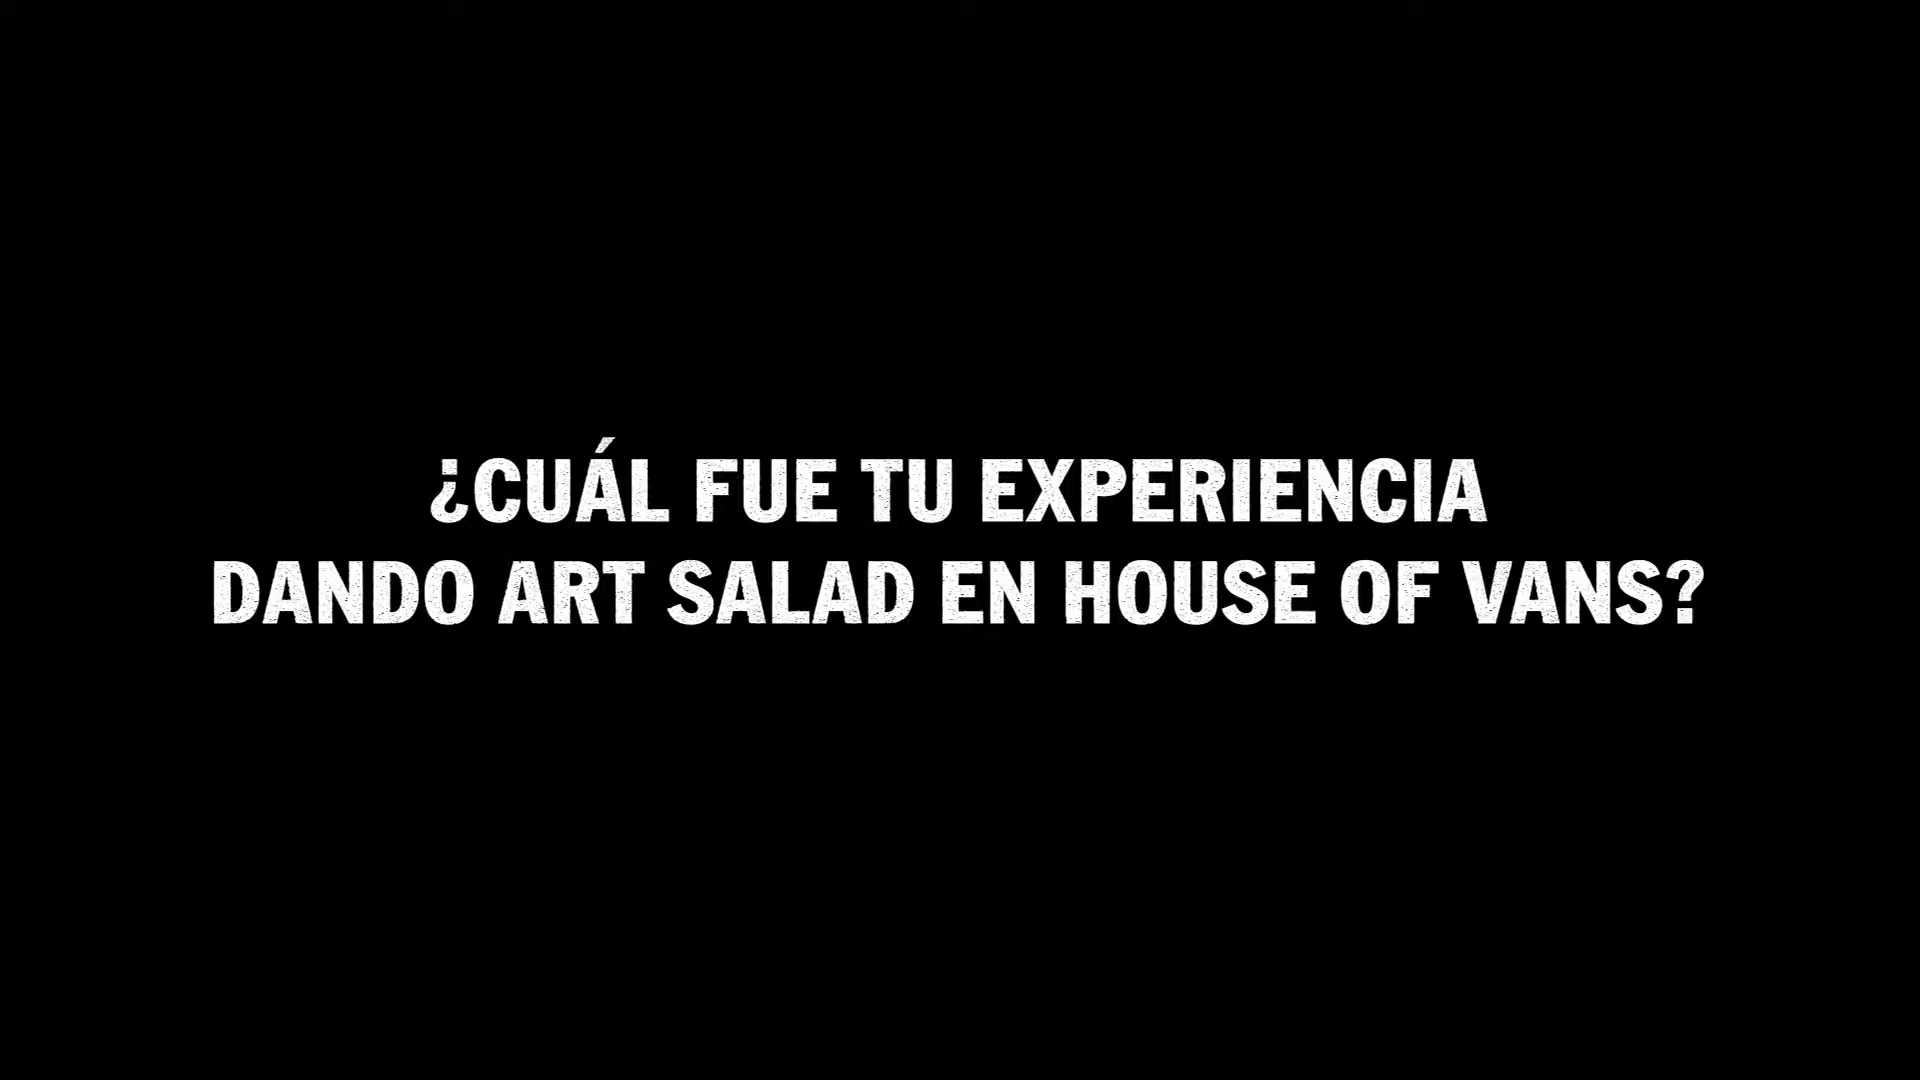 ¿CUÁL FUE TU EXPERIENCIA
DANDO ART SALAD EN HOUSE OF VANS?